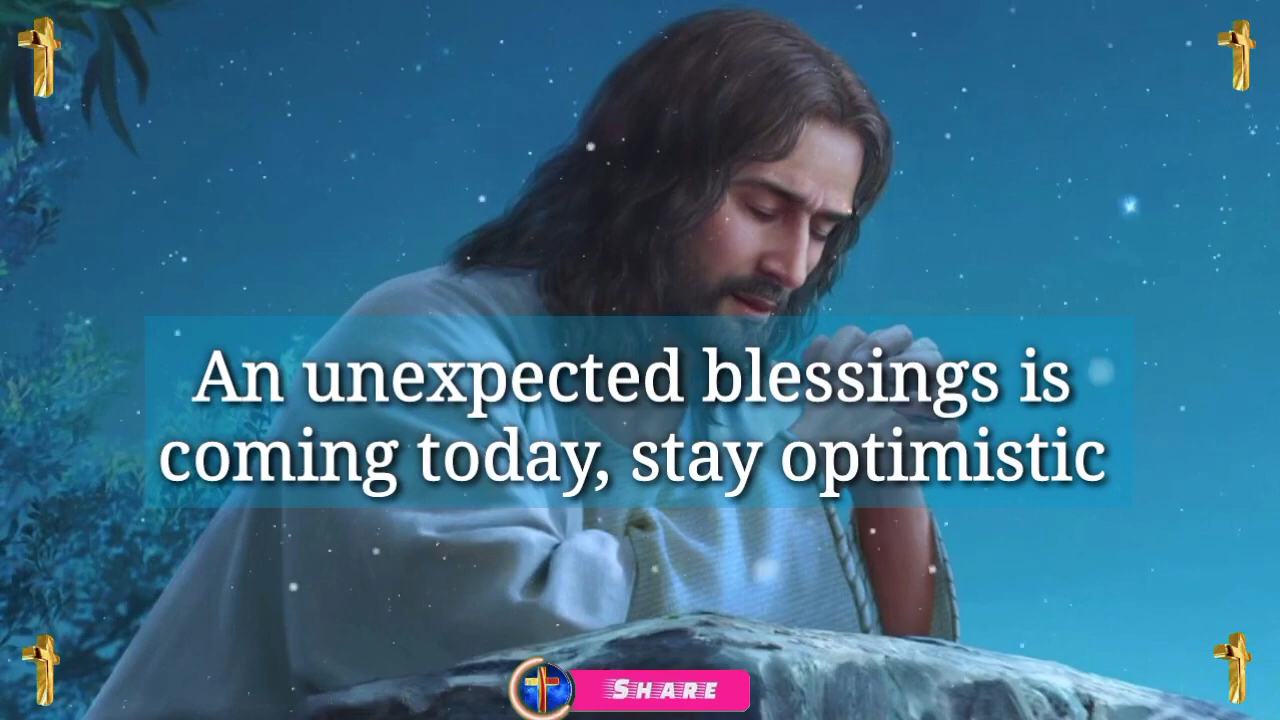 An unexpected blessings is
coming today, stay optimistic
SHARE